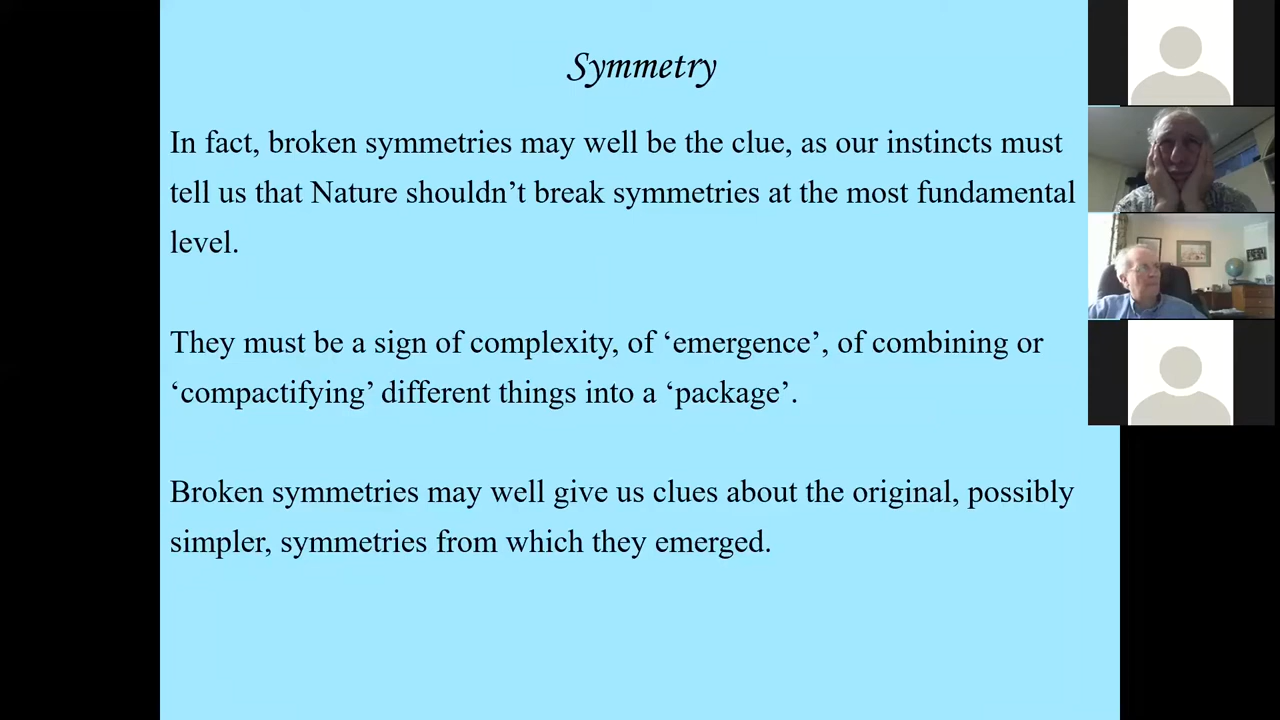 Symmetry
In fact, broken symmetries may well be the clue, as our instincts must
tell us that Nature shouldn’t break symmetries at the most fundamental
level.
They must be a sign of complexity, of ‘emergence’, of combining or
‘compactifying’ different things into a ‘package’.
Broken symmetries may well give us clues about the original, possibly
simpler, symmetries from which they emerged.